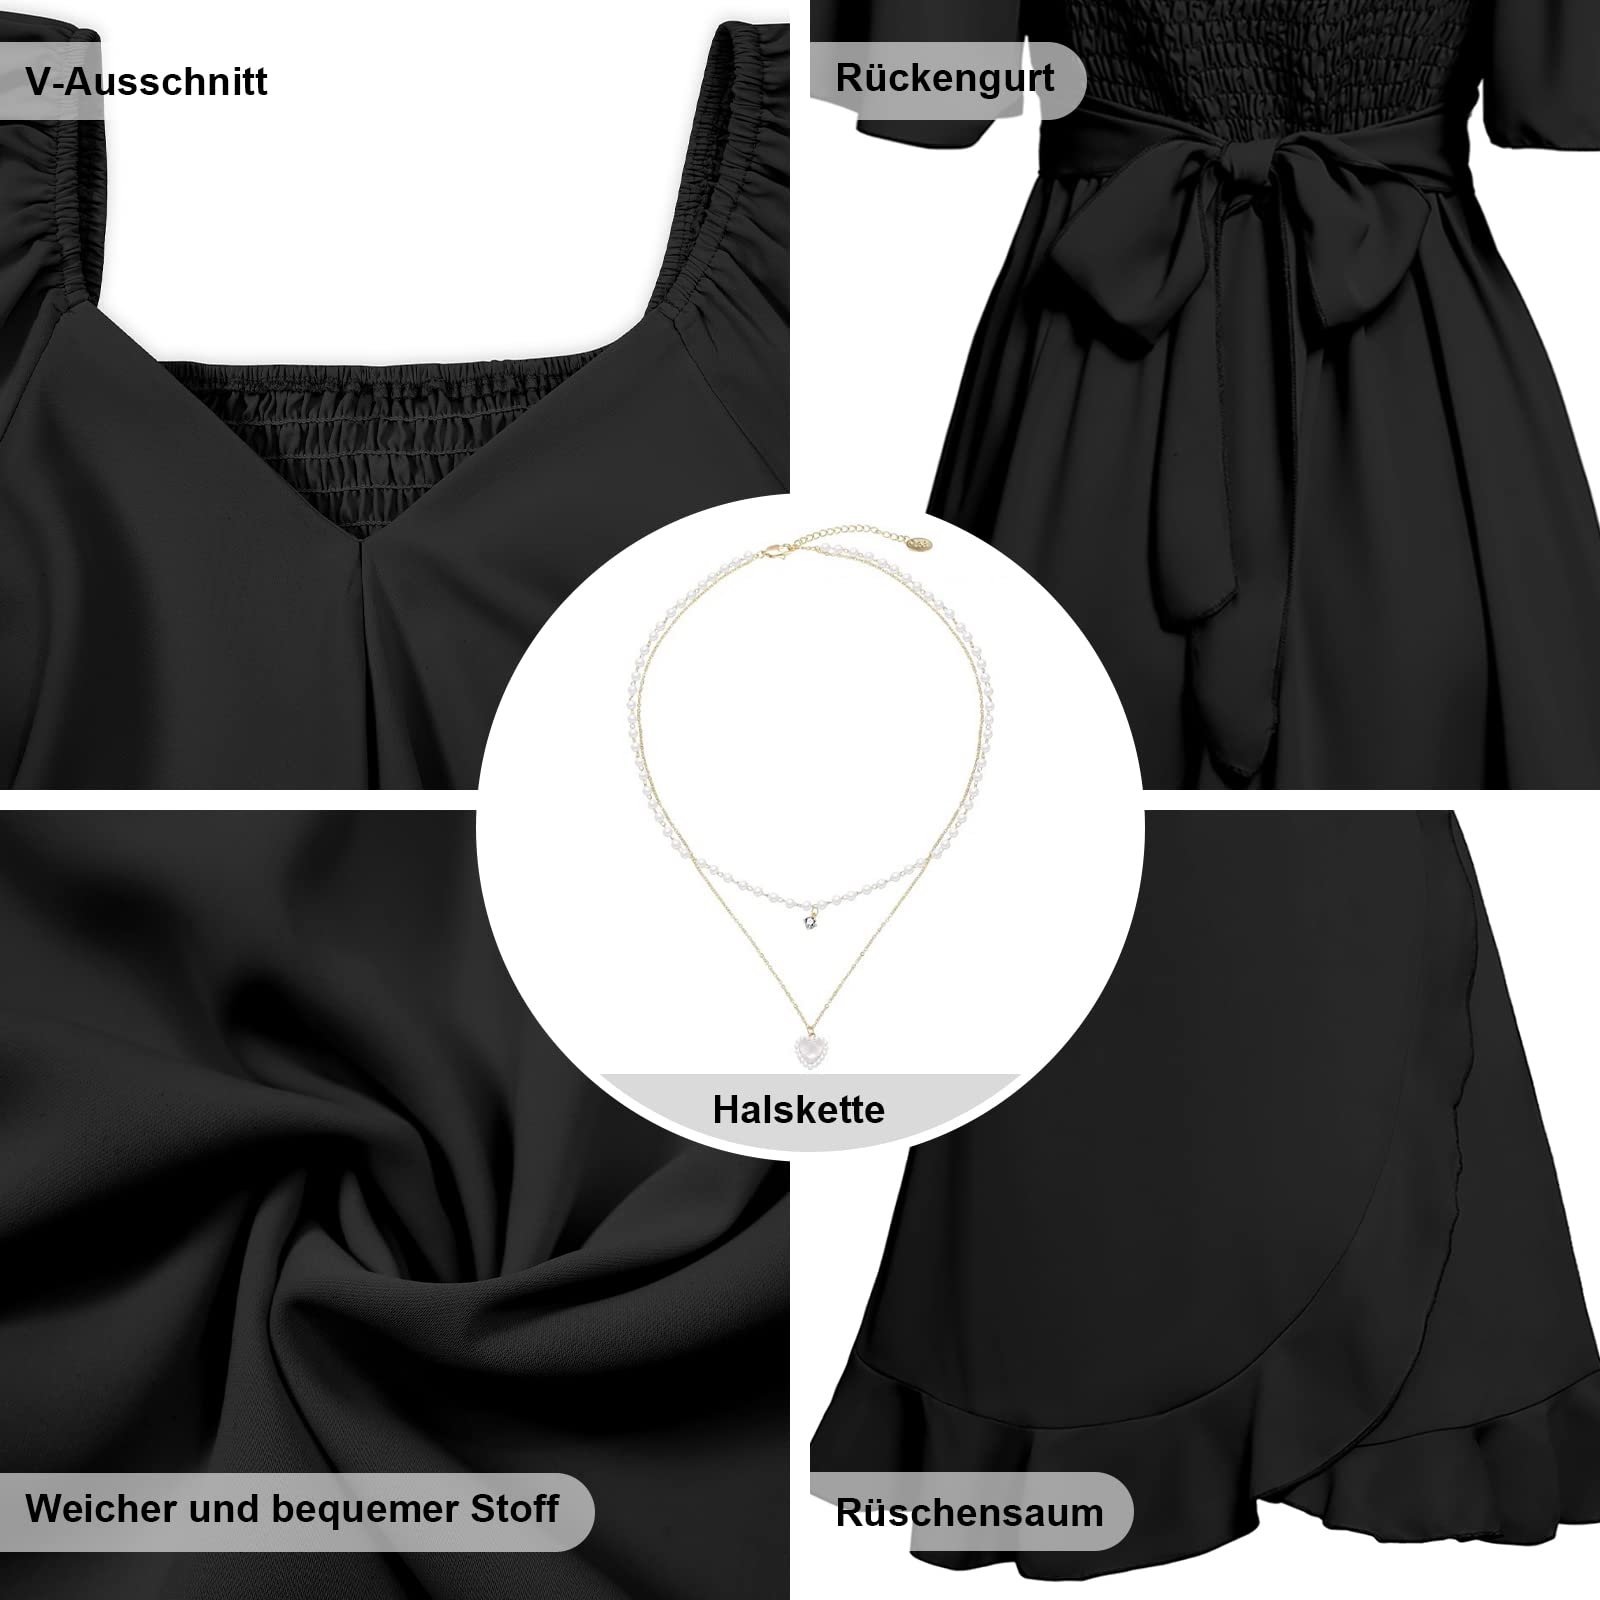 V-Ausschnitt
Rückengurt
Halskette
Weicher und bequemer Stoff
Rüschensaum